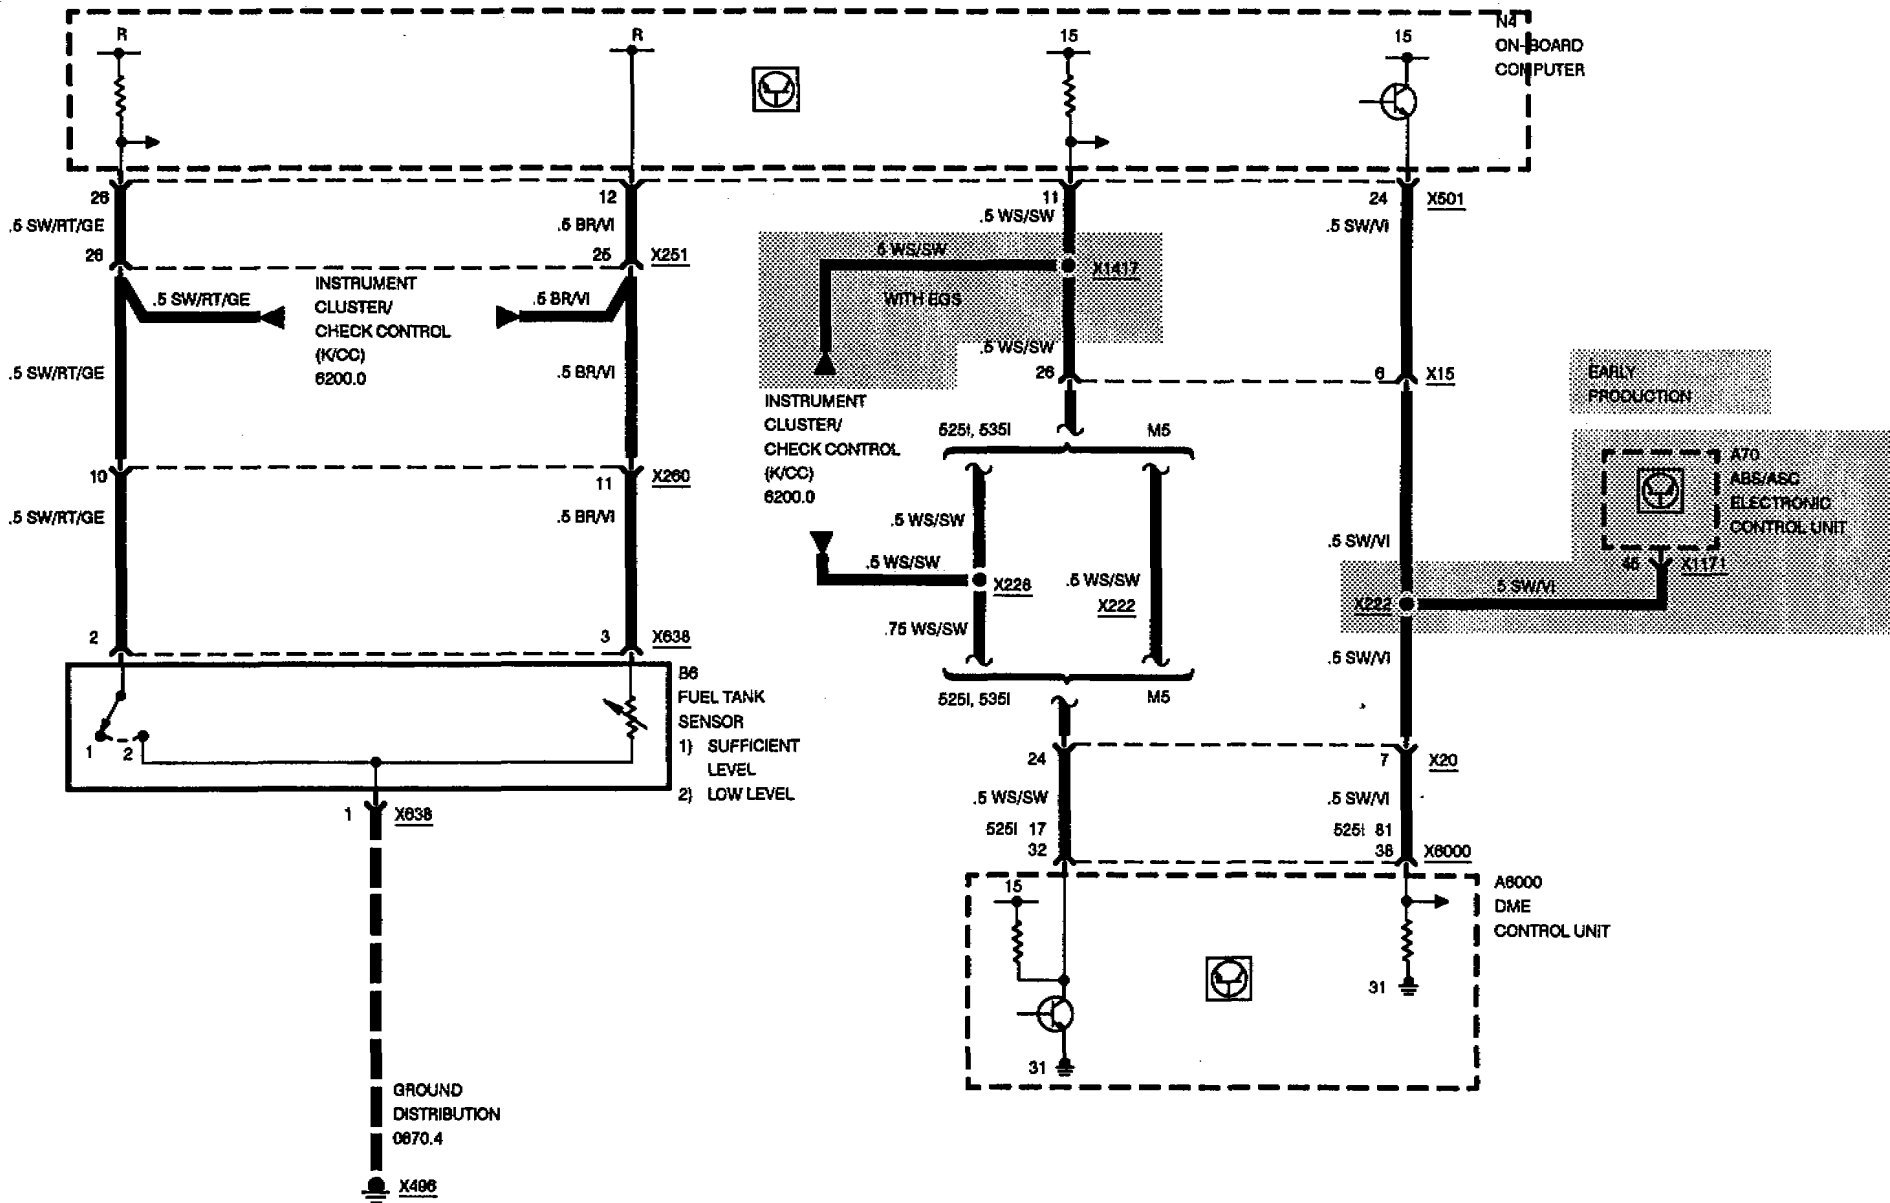 R
R
15
15
N4
ON-BOARD
COMPUTER
26
12
11
24
X501
.5 SW/RT/GE
.5 BR/VI
.5 WS/SW
.5 SW/VI
26
25
X251
.5 SW/RT/GE
INSTRUMENT
CLUSTER/
CHECK CONTROL
(K/CC)
6200.0
.5 BR/VI
.5 WS/SW
X1417
WITH EGS
.5 SW/RT/GE
.5 BR/VI
.5 WS/SW
26
6
X15
INSTRUMENT
CLUSTER/
CHECK CONTROL
(K/CC)
6200.0
EARLY
PRODUCTION
525I, 535I
M5
A70
ABS/ASC
ELECTRONIC
CONTROL UNIT
10
11
X260
.5 SW/RT/GE
.5 BR/VI
.5 WS/SW
.5 SW/VI
.5 WS/SW
X228
.5 WS/SW
X222
45
X1171
.5 SW/VI
X222
.75 WS/SW
.5 SW/VI
2
3
X638
B6
FUEL TANK
SENSOR
1) SUFFICIENT
LEVEL
2) LOW LEVEL
1
2
525I, 535I
M5
24
7
X20
1
X638
.5 WS/SW
.5 SW/VI
525I 17
32
525I 81
38
X6000
15
A6000
DME
CONTROL UNIT
31
31
GROUND
DISTRIBUTION
0670.4
X496